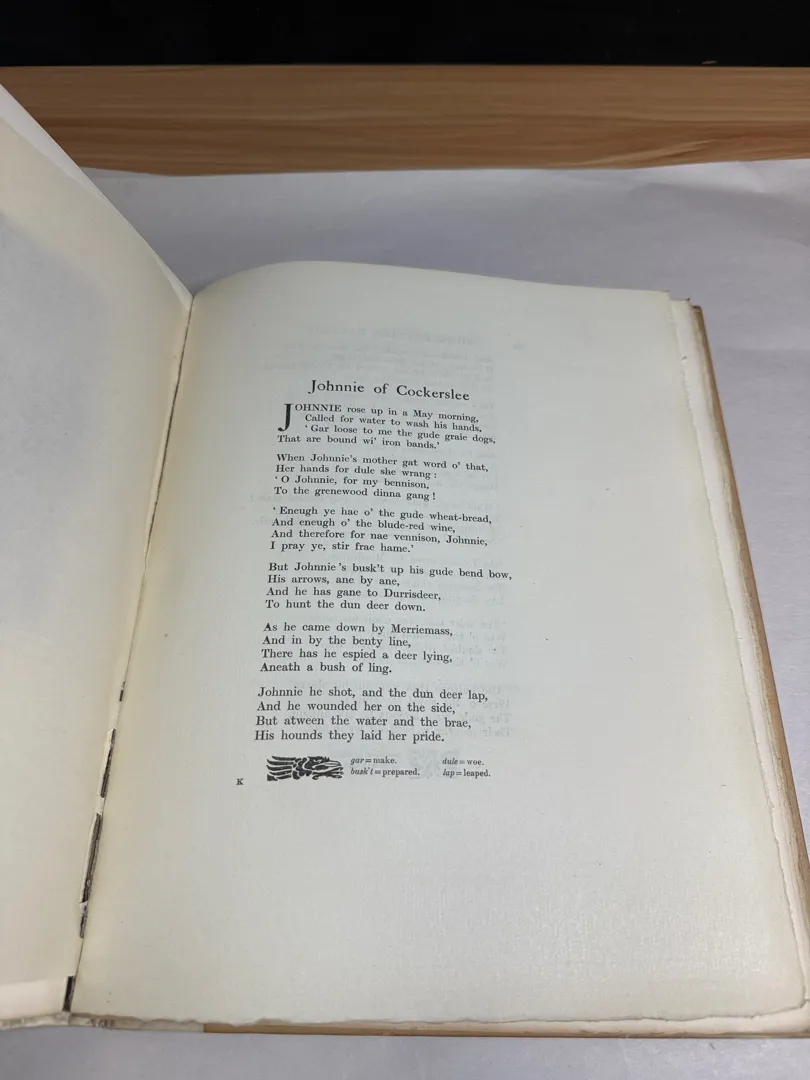 Johnnie of Cockerslee
JOHNNIE rose up in a May morning,
Called for water to wash his hands,
‘ Gar loose to me the gude graie dogs,
That are bound wi’ iron bands.’
When Johnnie’s mother gat word o’ that,
Her hands for dule she wrang :
‘ O Johnnie, for my bennison,
To the grenewood dinna gang !
‘ Eneugh ye hae o’ the gude wheat-bread,
And eneugh o’ the blude-red wine,
And therefore for nae vennison, Johnnie,
I pray ye, stir frae hame.’
But Johnnie’s busk’t up his gude bend bow,
His arrows, ane by ane,
And he has gane to Durrisdeer,
To hunt the dun deer down.
As he came down by Merriemass,
And in by the benty line,
There has he espied a deer lying,
Aneath a bush of ling.
Johnnie he shot, and the dun deer lap,
And he wounded her on the side,
But atween the water and the brae,
His hounds they laid her pride.
gar=make. dule=woe.
busk’t=prepared. lap=leaped.
K